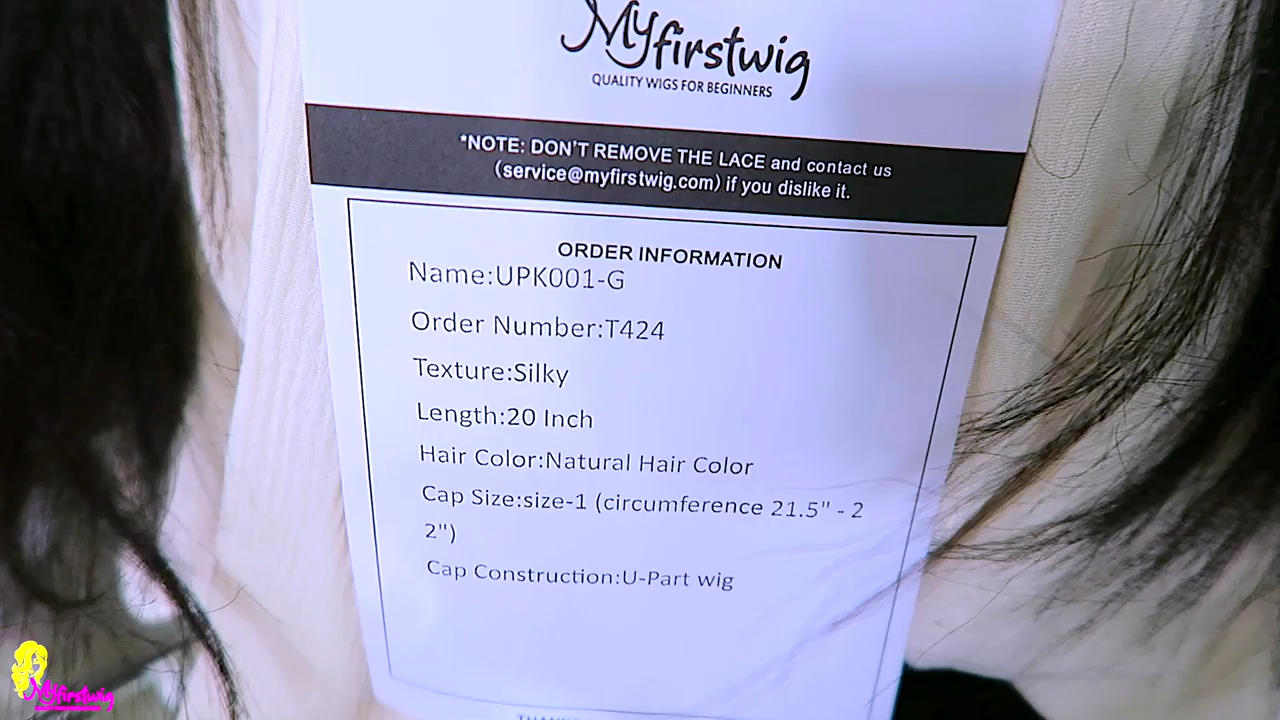 Myfirstwig
QUALITY WIGS FOR BEGINNERS
*NOTE: DON'T REMOVE THE LACE and contact us
(service@myfirstwig.com) if you dislike it.
ORDER INFORMATION
Name:UPK001-G
Order Number:T424
Texture:Silky
Length:20 Inch
Hair Color:Natural Hair Color
Cap Size:size-1 (circumference 21.5" - 2
2")
Cap Construction:U-Part wig
Myfirstwig